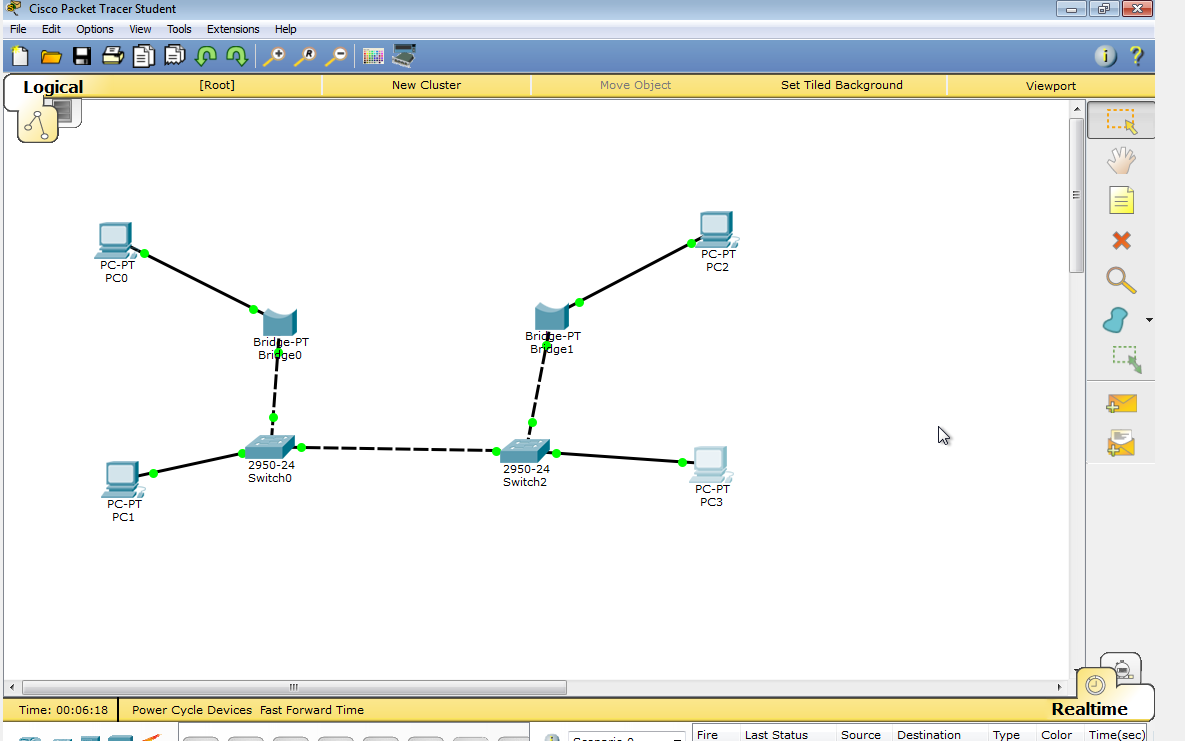 Cisco Packet Tracer Student
File Edit Options View Tools Extensions Help
Logical [Root] New Cluster Move Object Set Tiled Background Viewport
PC-PT
PC0
PC-PT
PC2
Bridge-PT
Bridge0
Bridge-PT
Bridge1
2950-24
Switch0
2950-24
Switch2
PC-PT
PC1
PC-PT
PC3
Time: 00:06:18 Power Cycle Devices Fast Forward Time Realtime
Scenario 0 Fire Last Status Source Destination Type Color Time(sec)